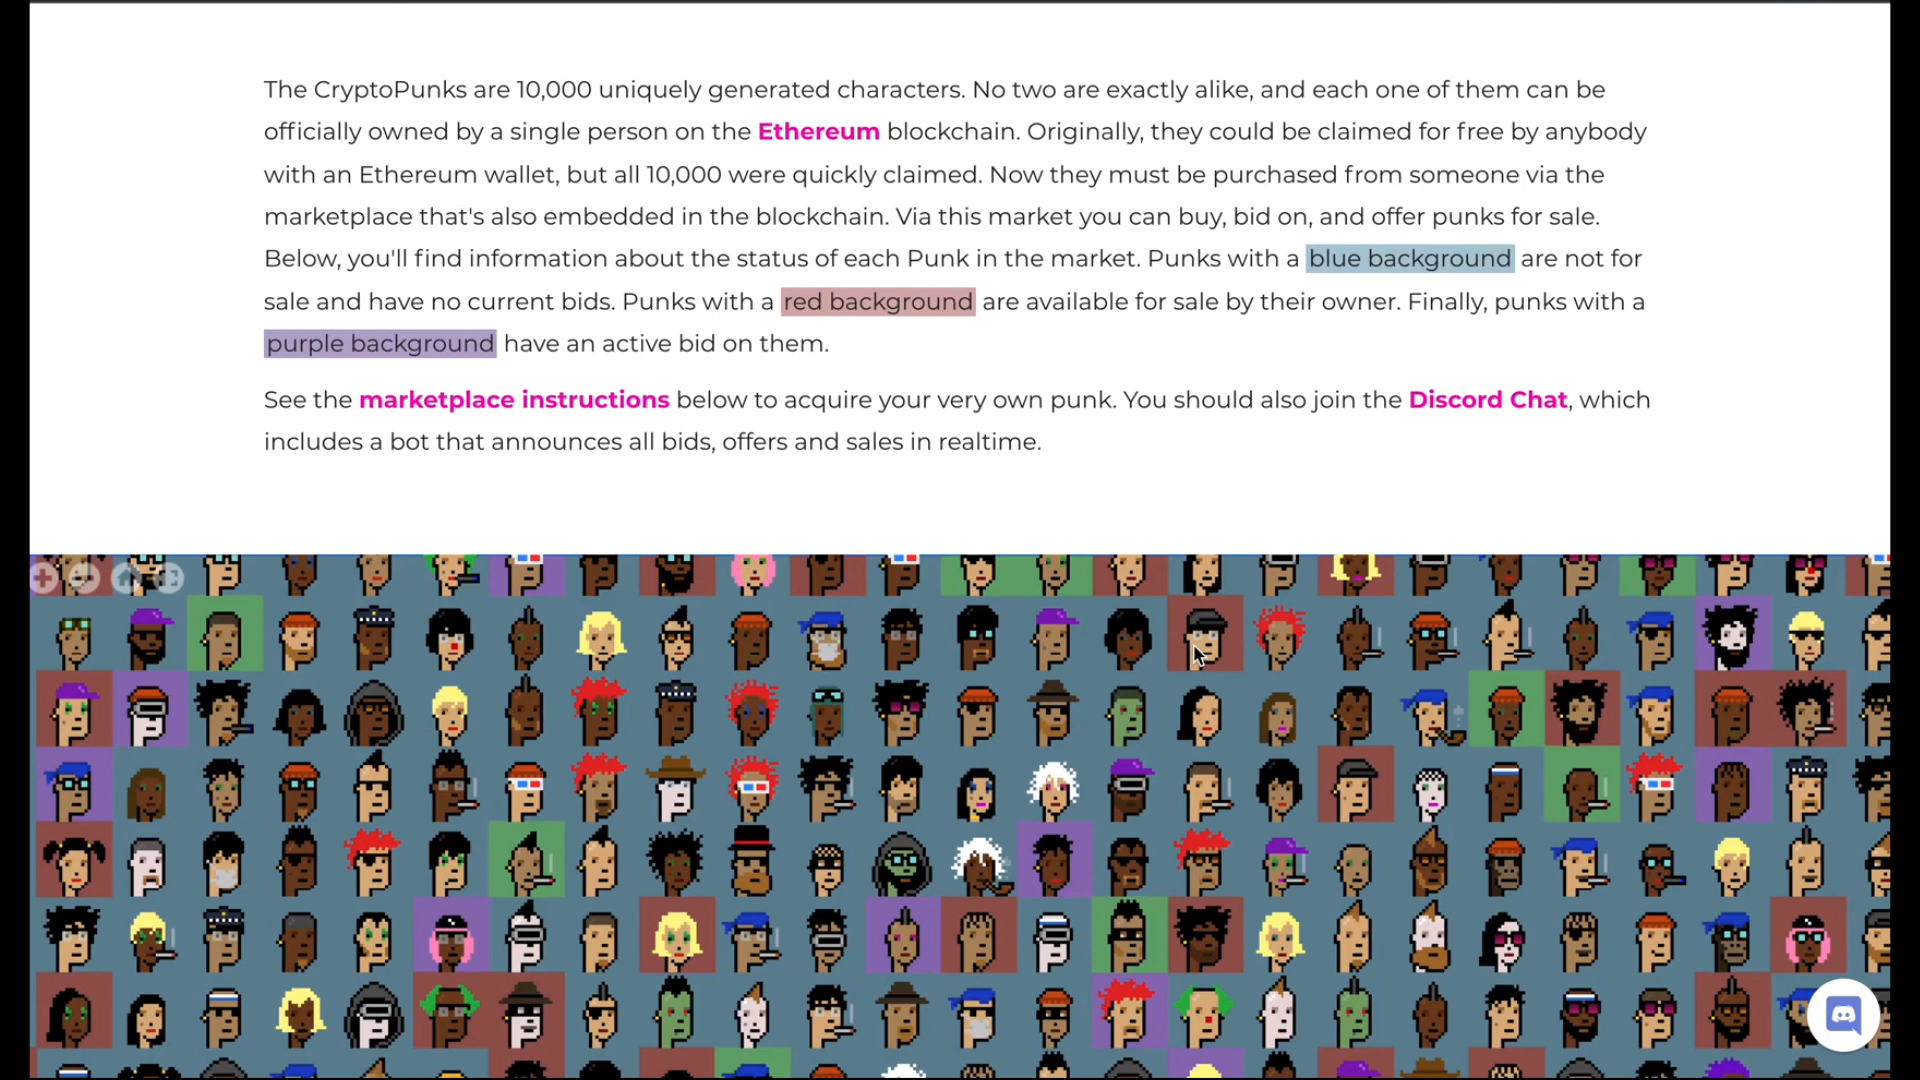 The CryptoPunks are 10,000 uniquely generated characters. No two are exactly alike, and each one of them can be
officially owned by a single person on the Ethereum blockchain. Originally, they could be claimed for free by anybody
with an Ethereum wallet, but all 10,000 were quickly claimed. Now they must be purchased from someone via the
marketplace that's also embedded in the blockchain. Via this market you can buy, bid on, and offer punks for sale.
Below, you'll find information about the status of each Punk in the market. Punks with a blue background are not for
sale and have no current bids. Punks with a red background are available for sale by their owner. Finally, punks with a
purple background have an active bid on them.
See the marketplace instructions below to acquire your very own punk. You should also join the Discord Chat, which
includes a bot that announces all bids, offers and sales in realtime.